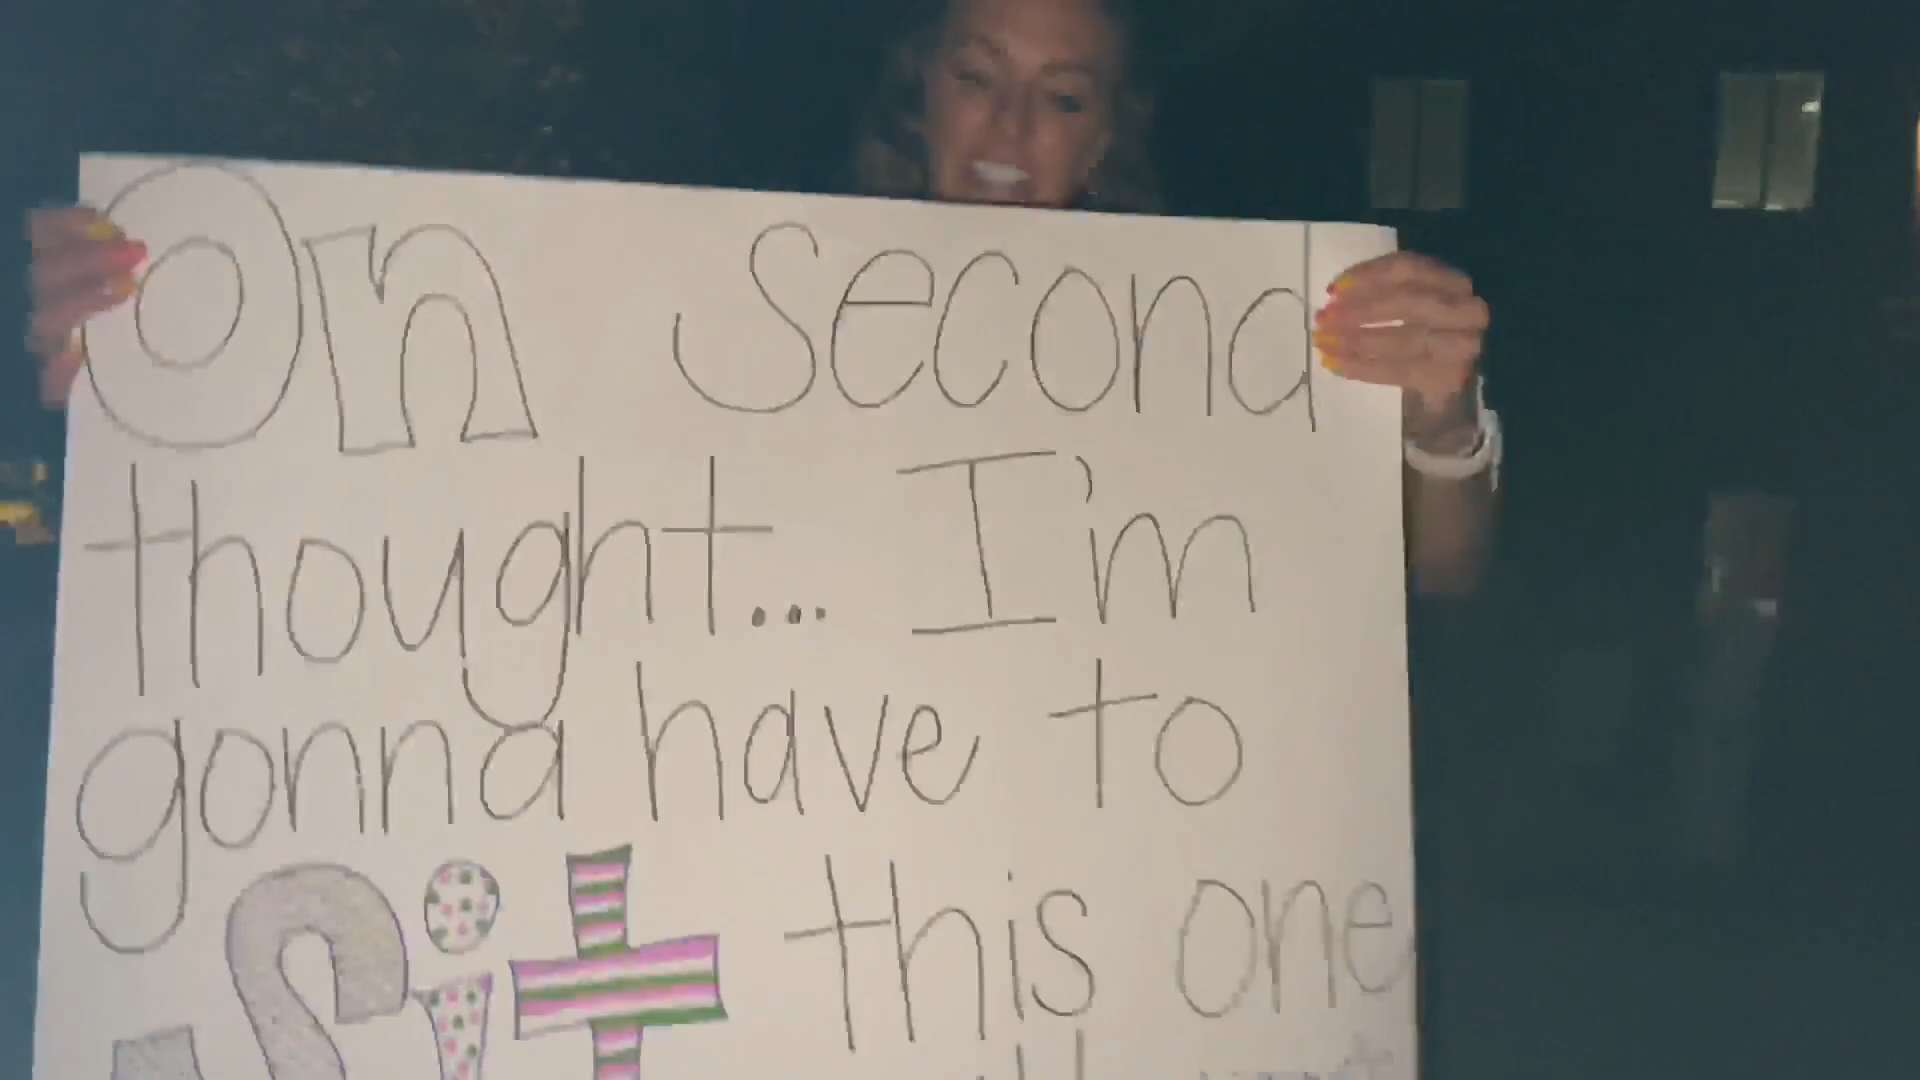 On second
thought... I'm
gonna have to
sit this one